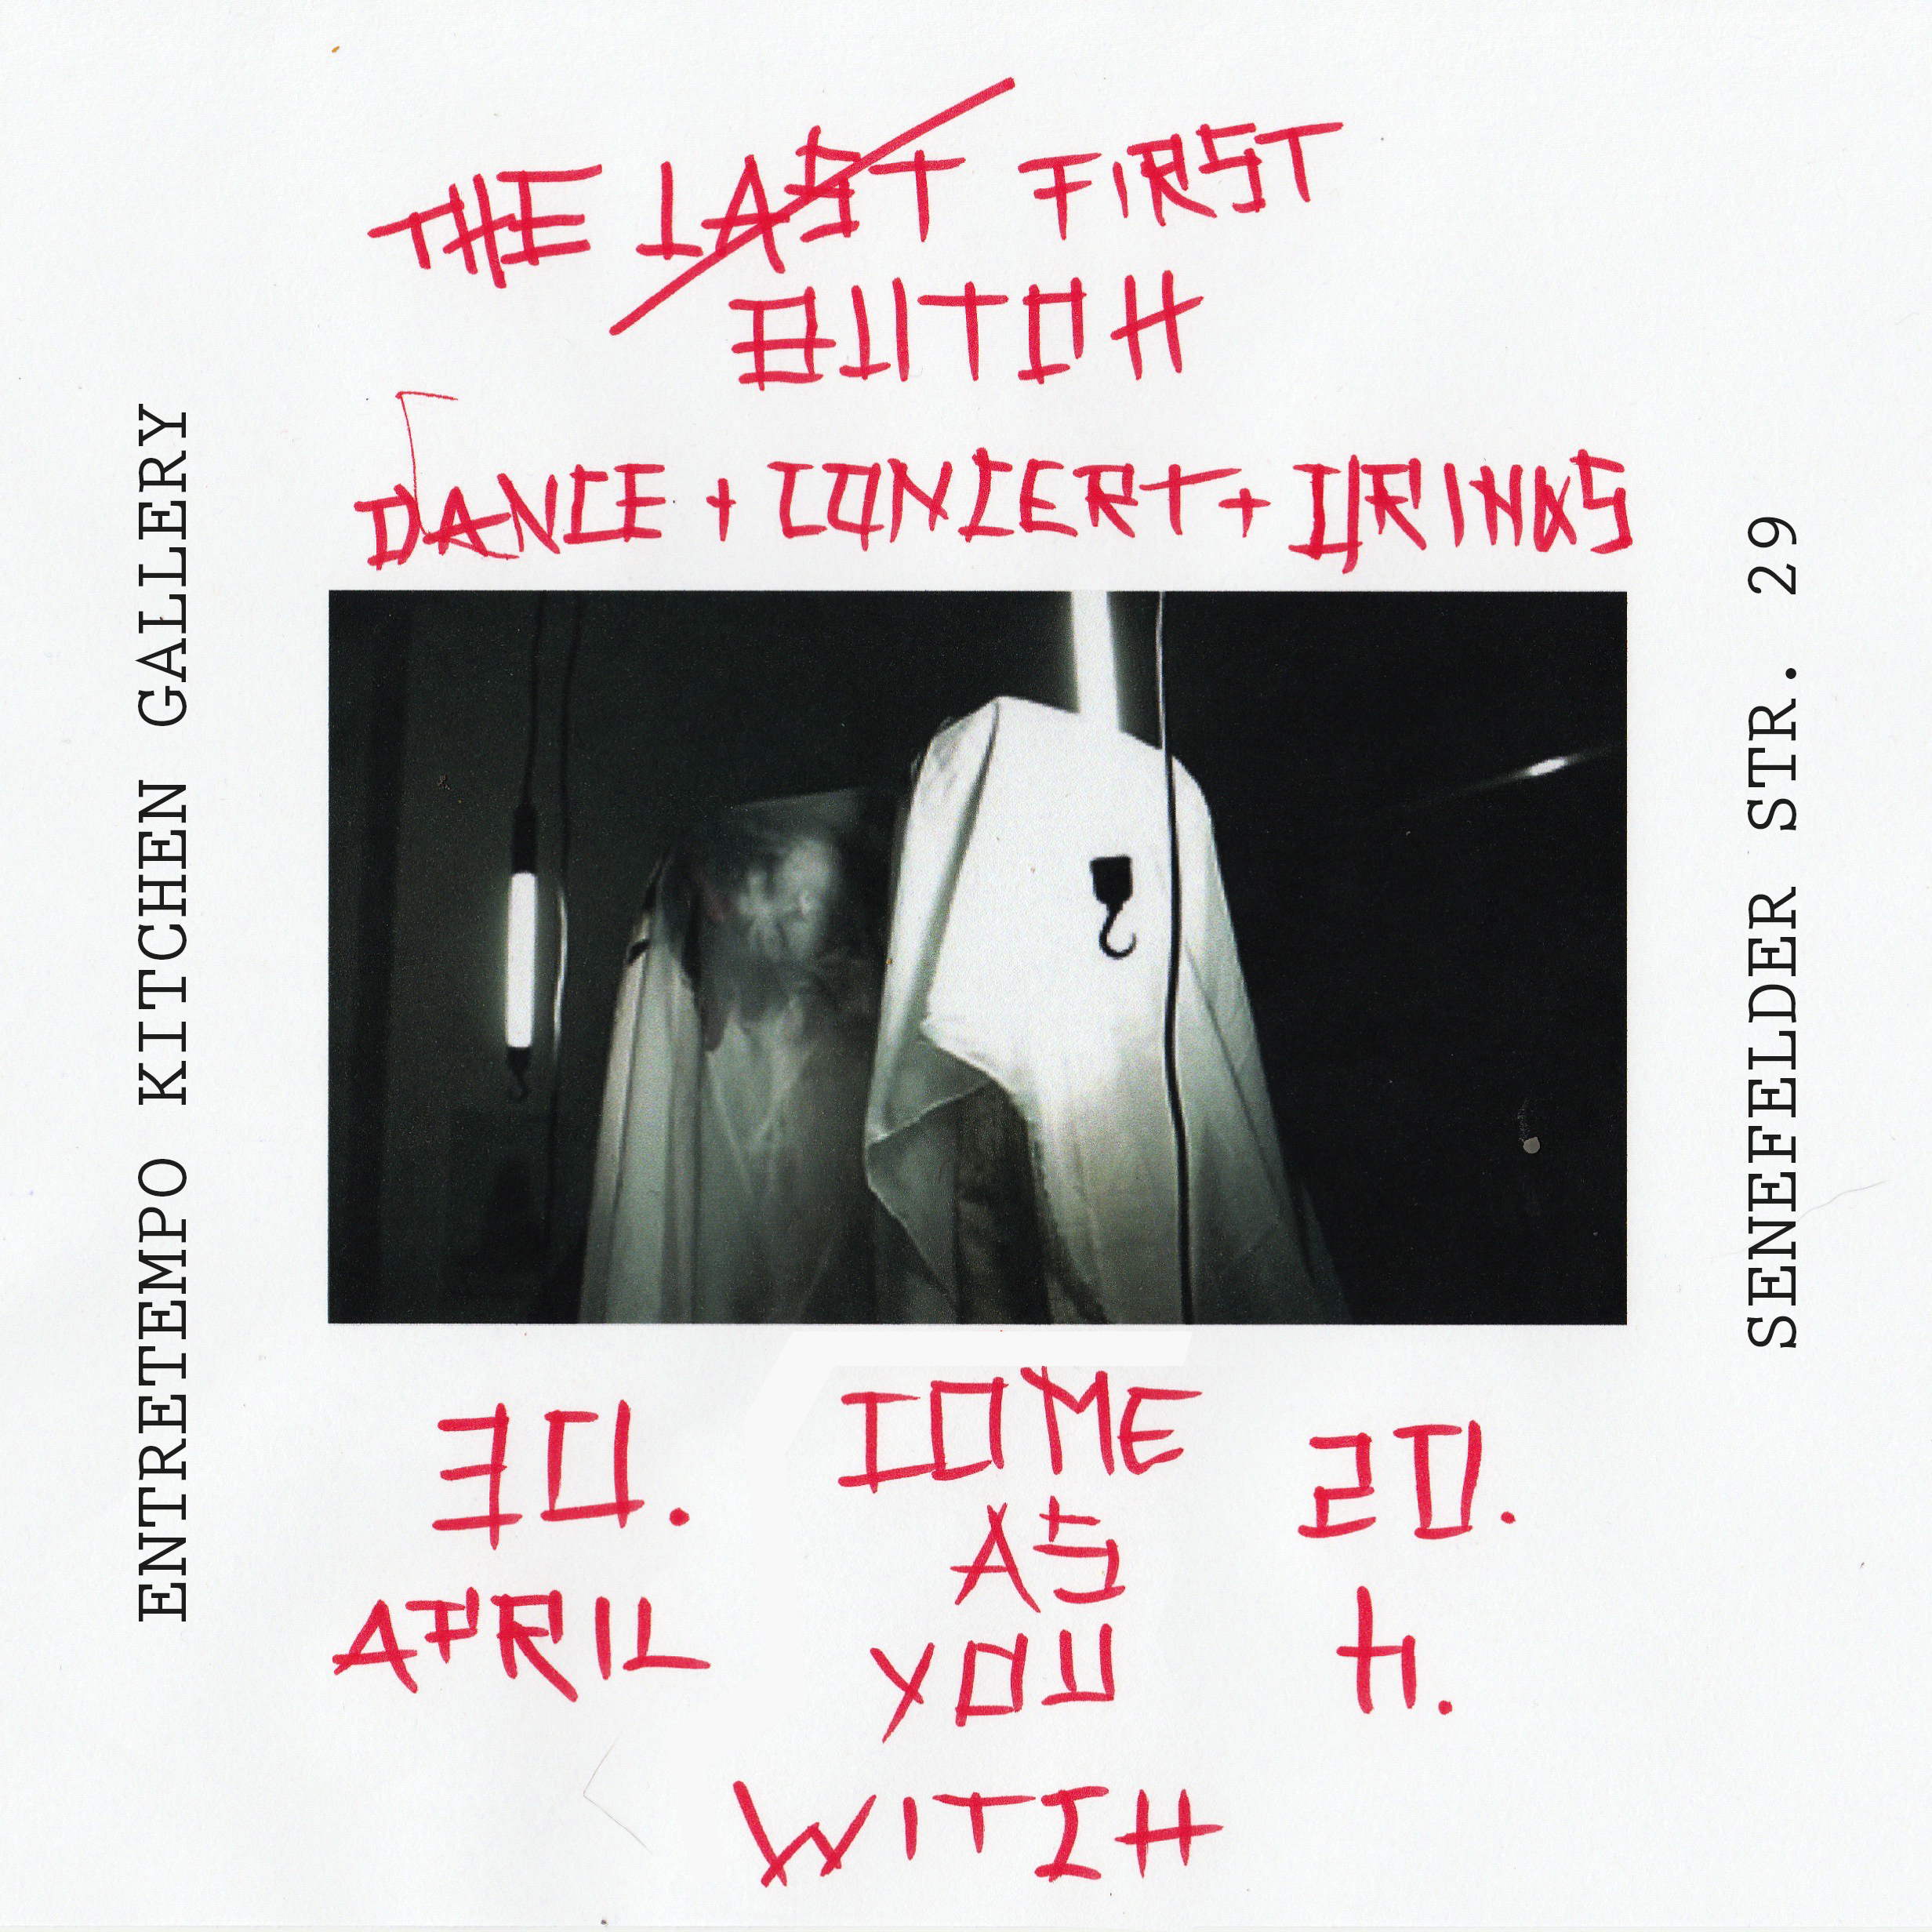 THE LAST FIRST
BUTOH
DANCE + CONCERT + DRINKS
ENTRETEMPO KITCHEN GALLERY
SENEFELDER STR. 29
30.
APRIL
COME
AS
YOU
WITCH
20.
H.